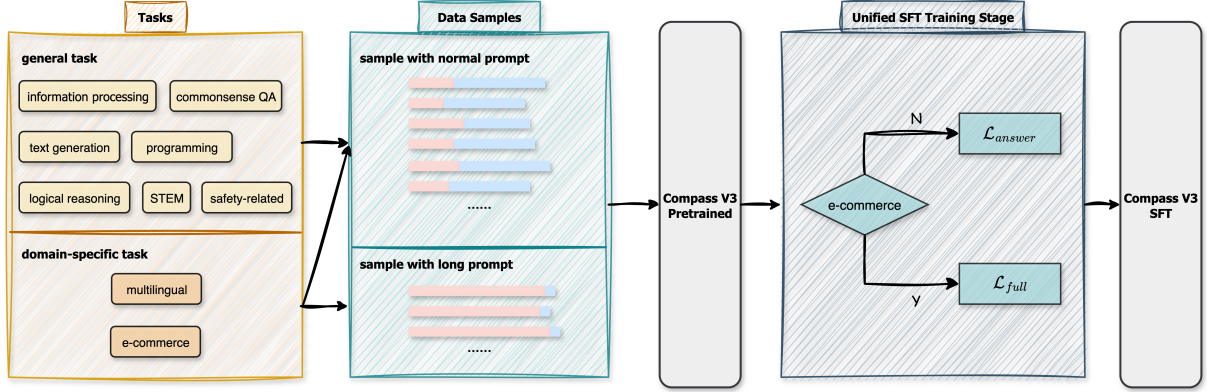 Tasks
general task
information processing
commonsense QA
text generation
programming
logical reasoning
STEM
safety-related
domain-specific task
multilingual
e-commerce
Data Samples
sample with normal prompt
......
sample with long prompt
......
Compass V3
Pretrained
Unified SFT Training Stage
e-commerce
N
ℒanswer
y
ℒfull
Compass V3
SFT